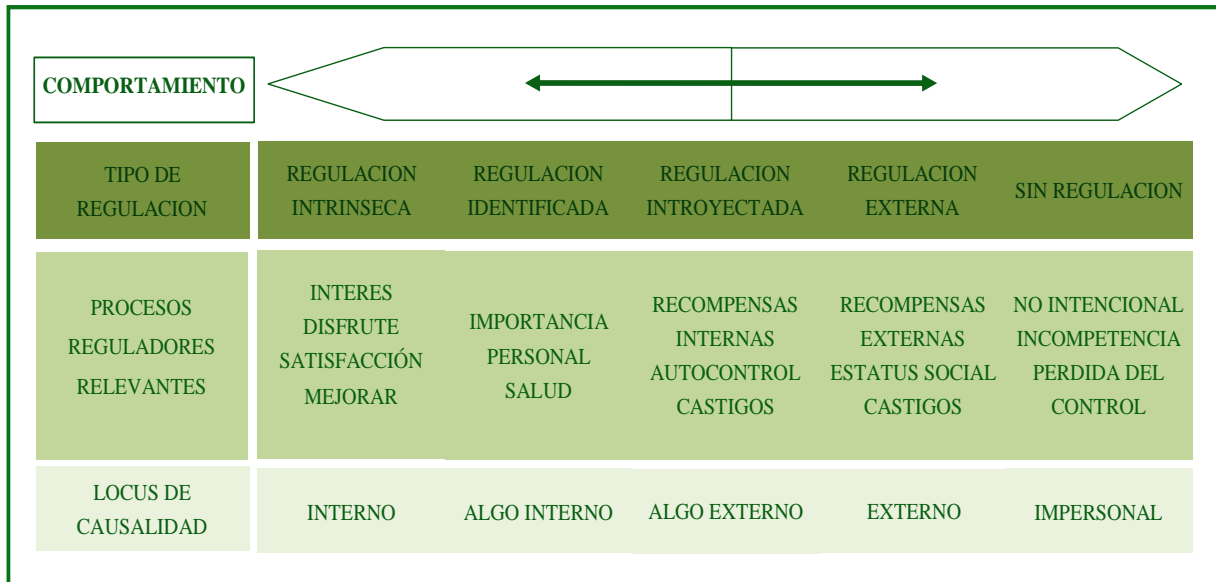 COMPORTAMIENTO
TIPO DE
REGULACION
REGULACION
INTRINSECA
REGULACION
IDENTIFICADA
REGULACION
INTROYECTADA
REGULACION
EXTERNA
SIN REGULACION
PROCESOS
REGULADORES
RELEVANTES
INTERES
DISFRUTE
SATISFACCIÓN
MEJORAR
IMPORTANCIA
PERSONAL
SALUD
RECOMPENSAS
INTERNAS
AUTOCONTROL
CASTIGOS
RECOMPENSAS
EXTERNAS
ESTATUS SOCIAL
CASTIGOS
NO INTENCIONAL
INCOMPETENCIA
PERDIDA DEL
CONTROL
LOCUS DE
CAUSALIDAD
INTERNO
ALGO INTERNO
ALGO EXTERNO
EXTERNO
IMPERSONAL